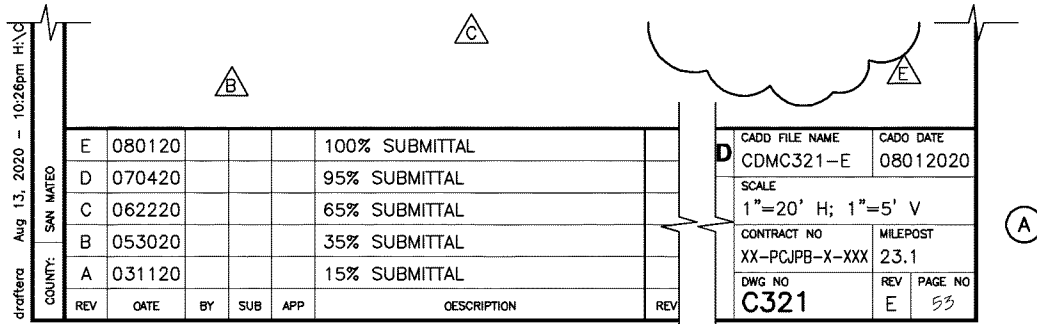 draftera Aug 13, 2020 - 10:26pm H:\C
COUNTY: SAN MATEO
C
B
E
E 080120 100% SUBMITTAL
D 070420 95% SUBMITTAL
C 062220 65% SUBMITTAL
B 053020 35% SUBMITTAL
A 031120 15% SUBMITTAL
REV OATE BY SUB APP OESCRIPTION REV
D
CADD FILE NAME CADO DATE
CDMC321-E 08012020
SCALE
1"=20' H; 1"=5' V
CONTRACT NO MILEPOST
XX-PCJPB-X-XXX 23.1
DWG NO REV PAGE NO
C321 E 53
A